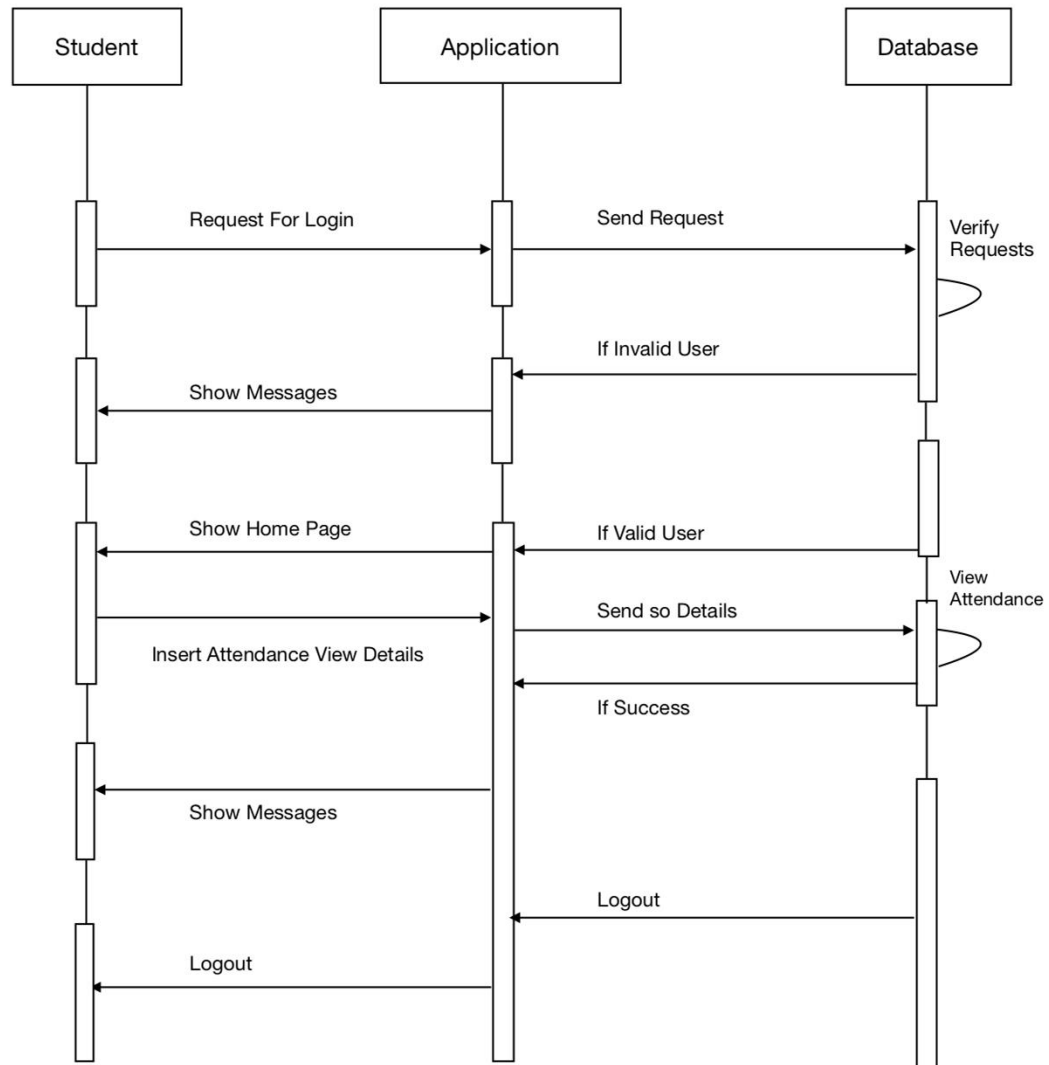 Student
Application
Database
Request For Login
Send Request
Verify
Requests
If Invalid User
Show Messages
Show Home Page
If Valid User
View
Attendance
Send so Details
Insert Attendance View Details
If Success
Show Messages
Logout
Logout